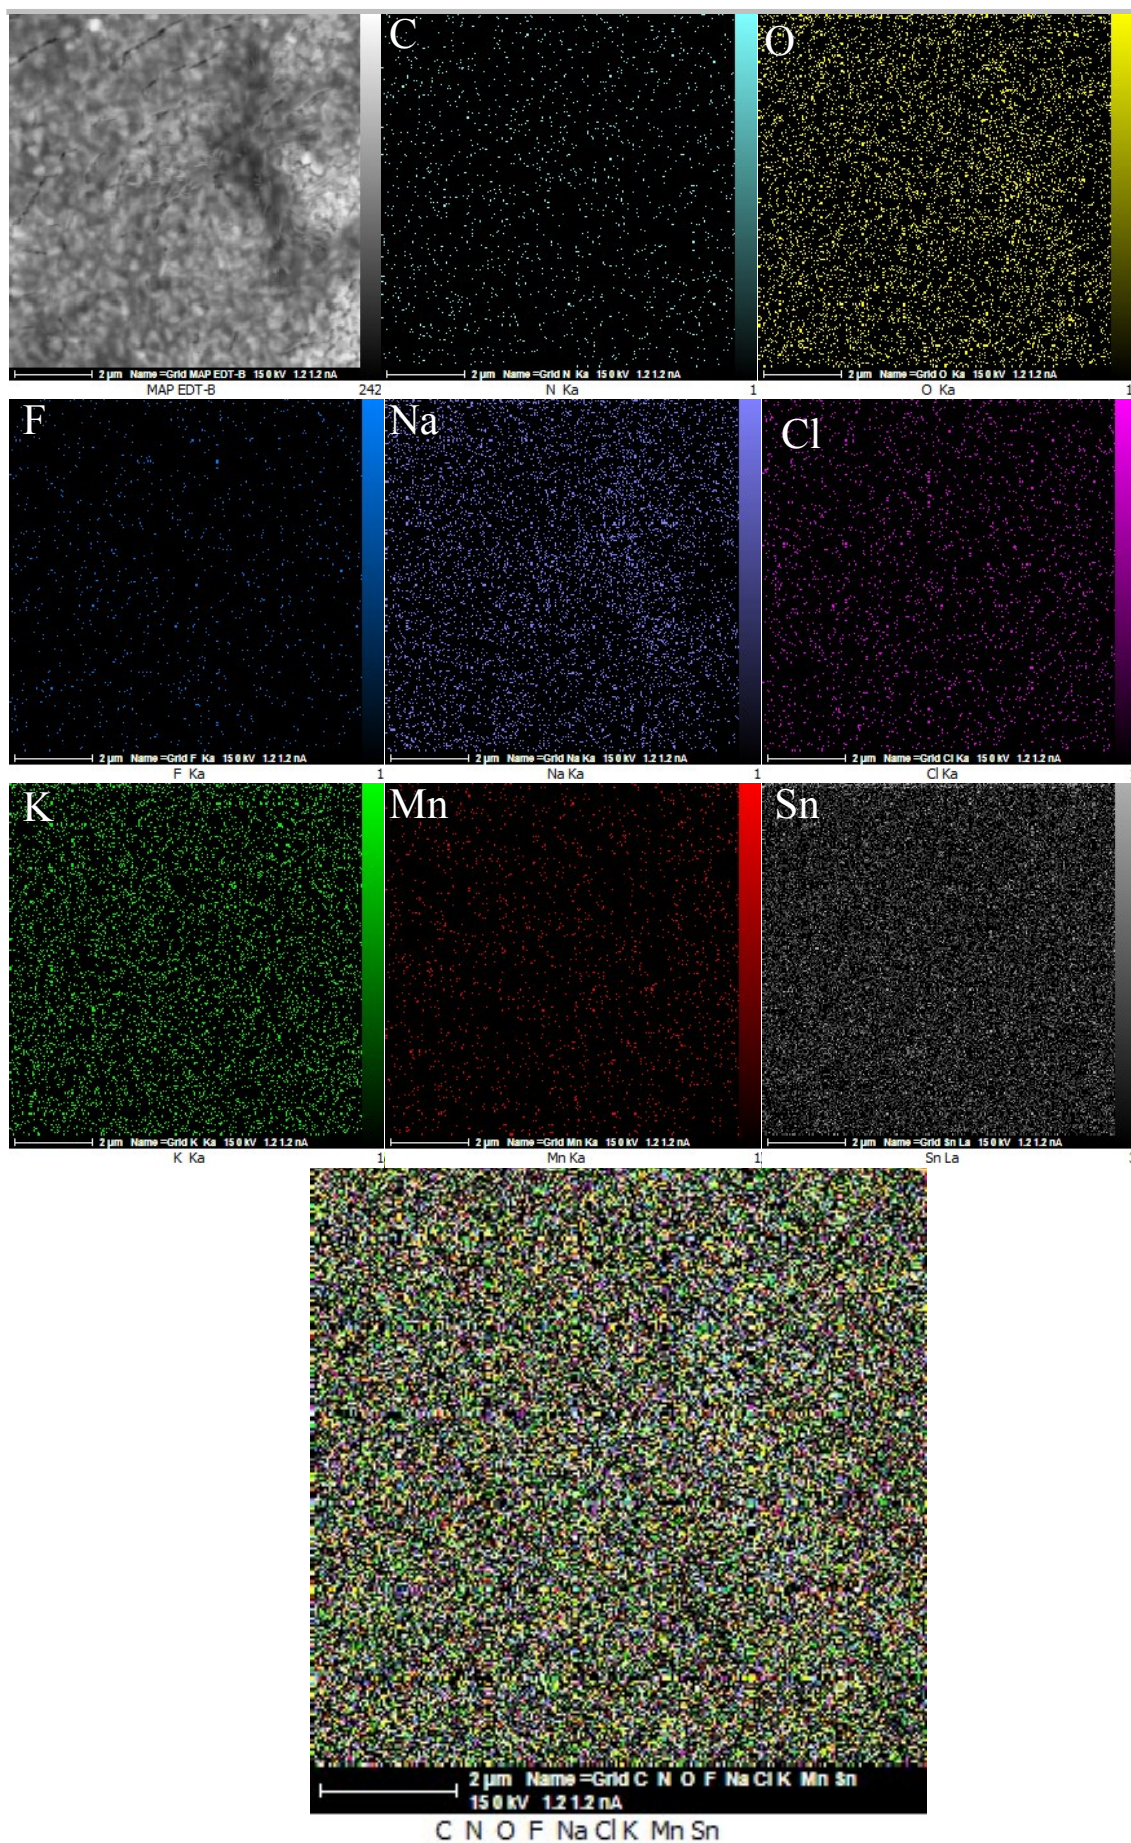 C
O
2 µm Name =Grid MAP EDT-B 15 0 kV 1.2 1.2 nA
MAP EDT-B 242
2 µm Name =Grid N Ka 15 0 kV 1.2 1.2 nA
N Ka 1
2 µm Name =Grid O Ka 15 0 kV 1.2 1.2 nA
O Ka 1
F
Na
Cl
2 µm Name =Grid F Ka 15 0 kV 1.2 1.2 nA
F Ka 1
2 µm Name =Grid Na Ka 15 0 kV 1.2 1.2 nA
Na Ka 1
2 µm Name =Grid Cl Ka 15 0 kV 1.2 1.2 nA
Cl Ka
K
Mn
Sn
2 µm Name =Grid K Ka 15 0 kV 1.2 1.2 nA
K Ka 1
2 µm Name =Grid Mn Ka 15 0 kV 1.2 1.2 nA
Mn Ka 1
2 µm Name =Grid Sn La 15 0 kV 1.2 1.2 nA
Sn La
2 µm Name =Grid C N O F Na Cl K Mn Sn
15 0 kV 1.2 1.2 nA
C N O F Na Cl K Mn Sn